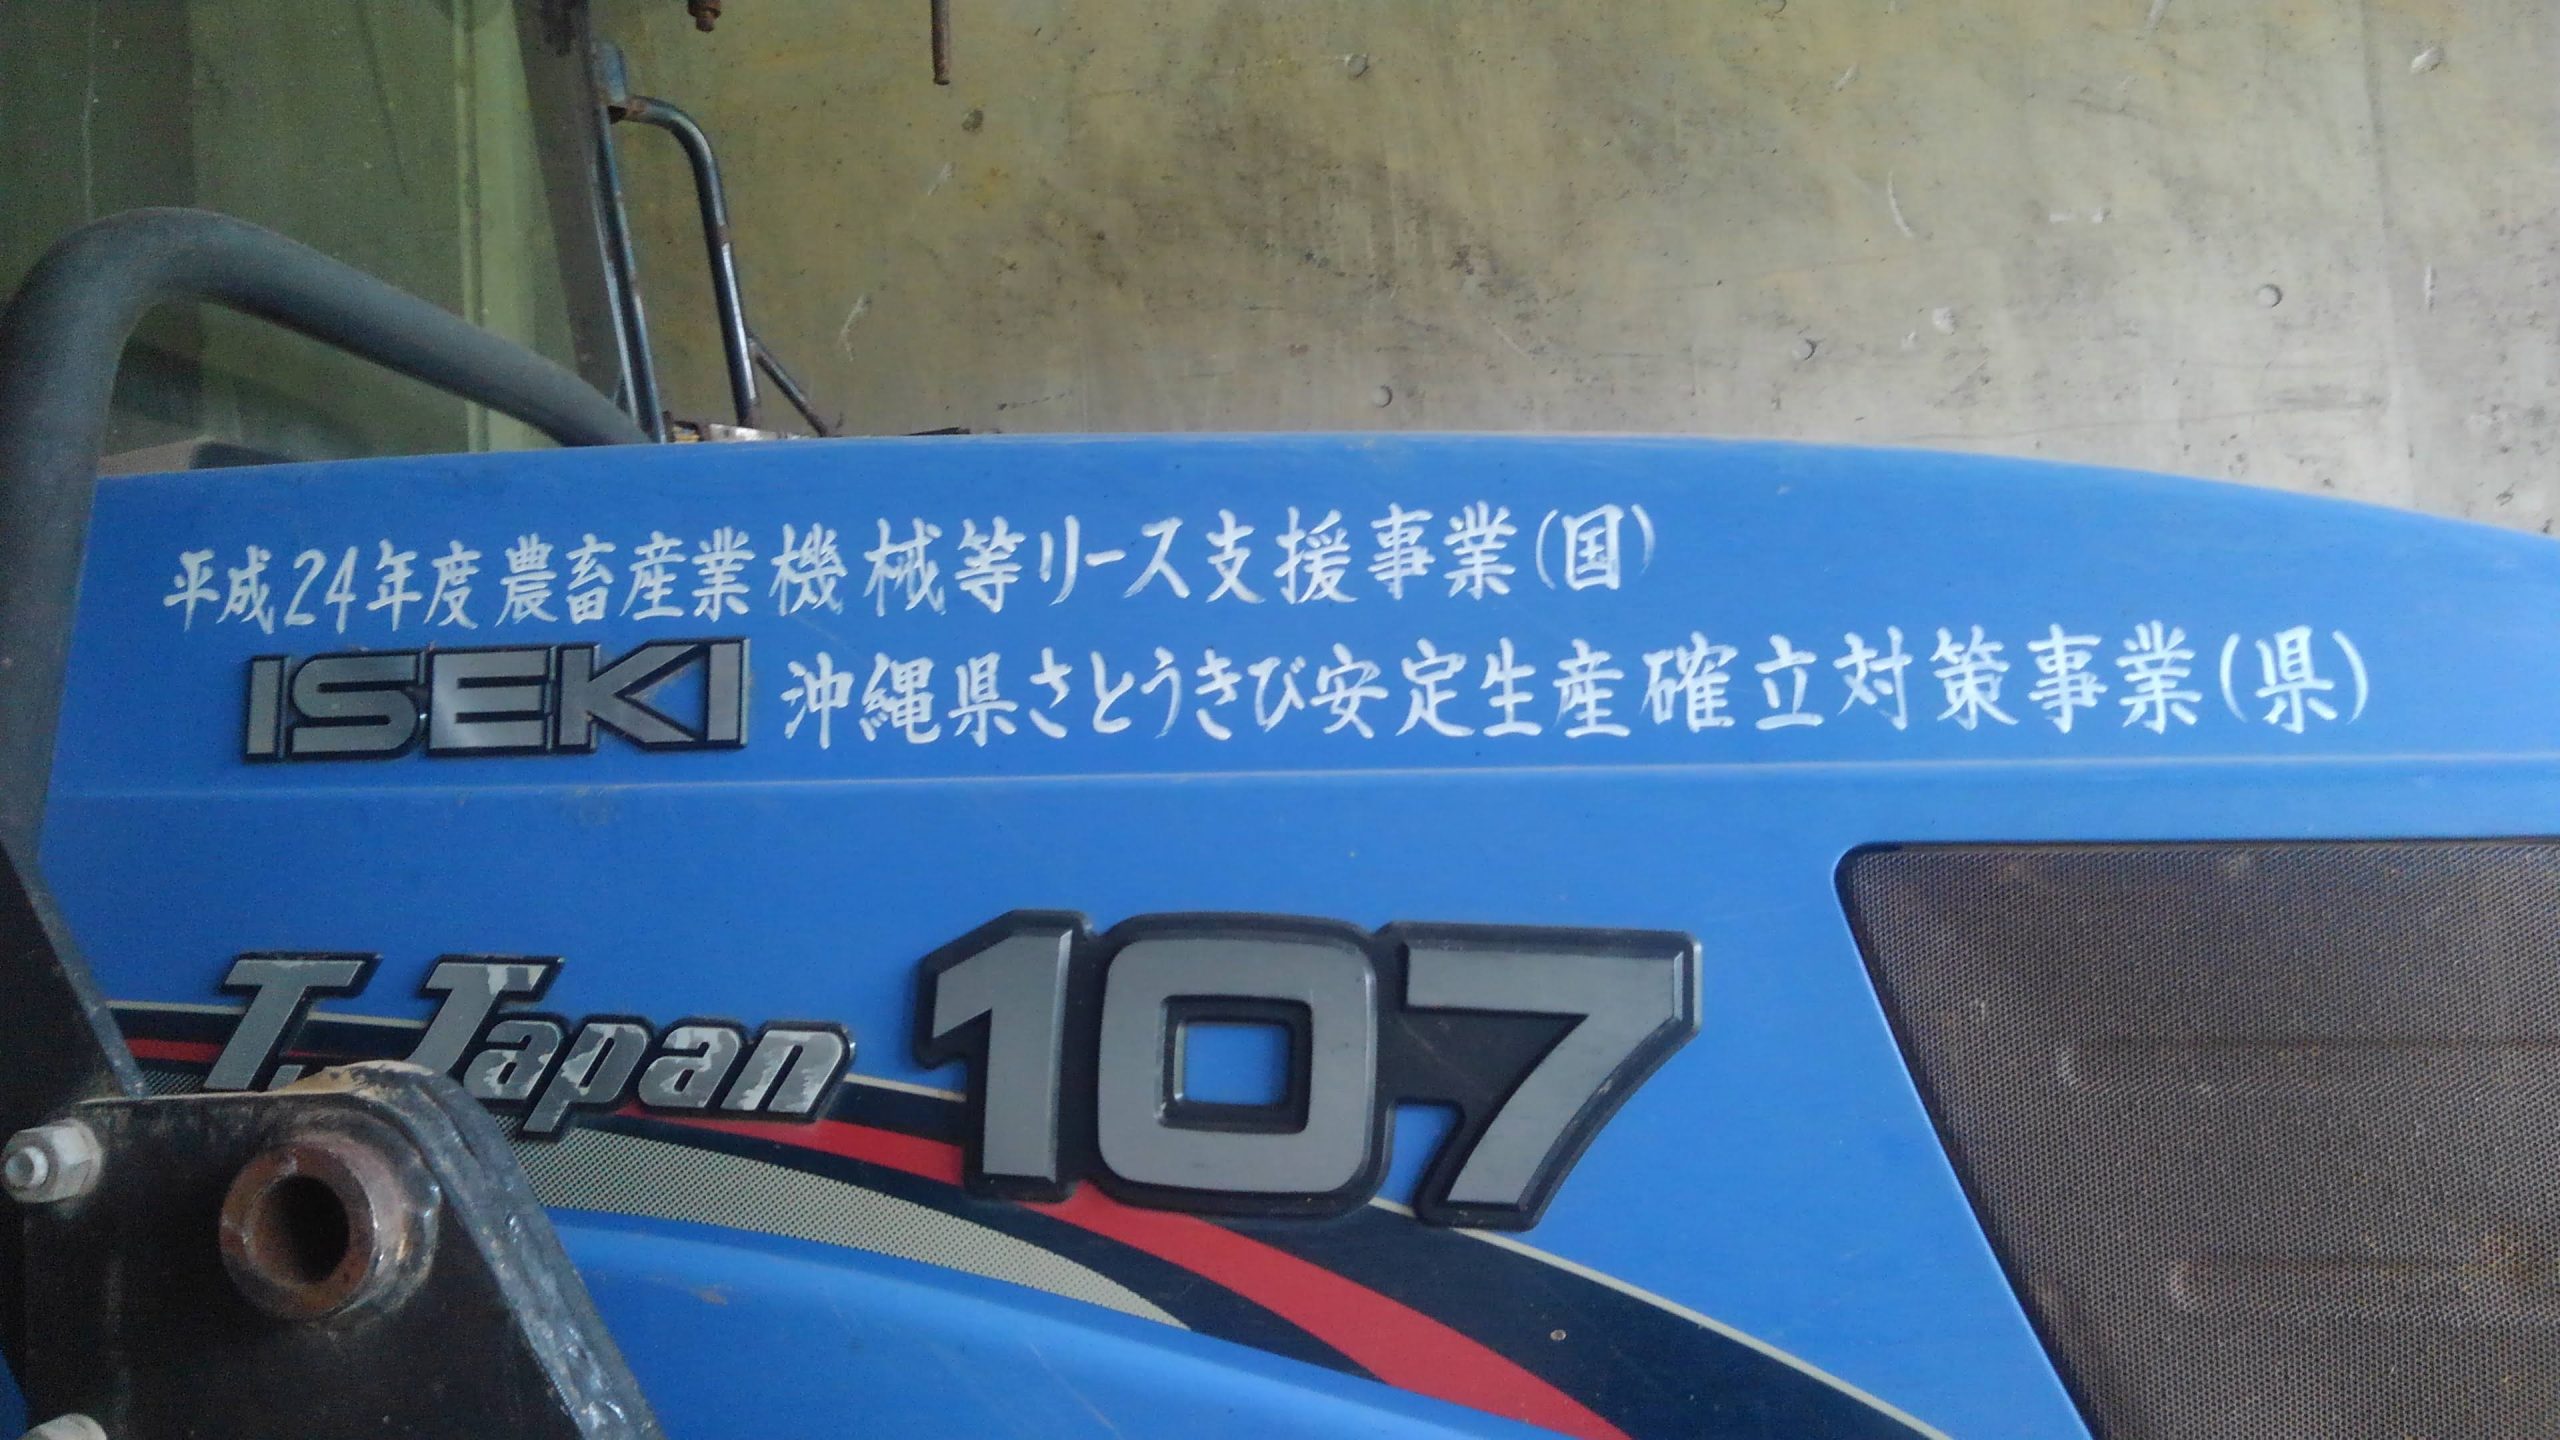 平成24年度農畜産業機械等リース支援事業(国)
ISEKI
沖縄県さとうきび安定生産確立対策事業(県)
T.Japan 107